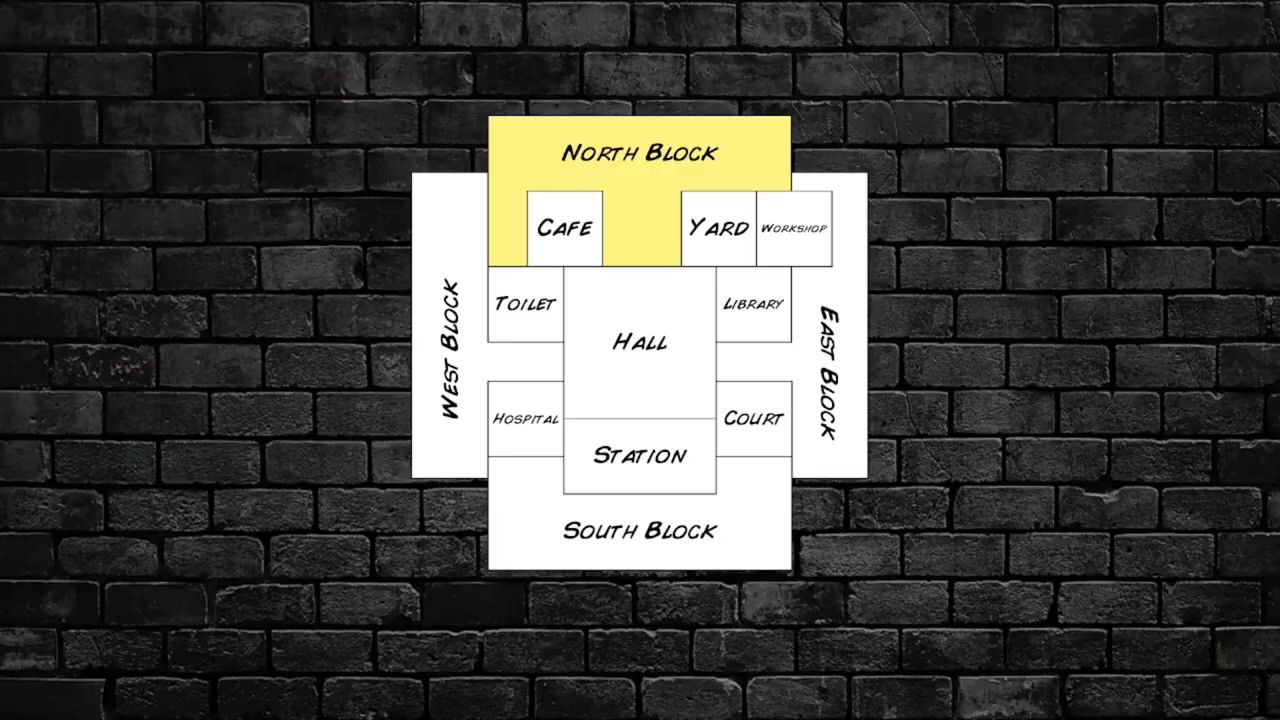 North Block
Cafe
Yard
Workshop
West Block
Toilet
Hall
Library
East Block
Hospital
Court
Station
South Block